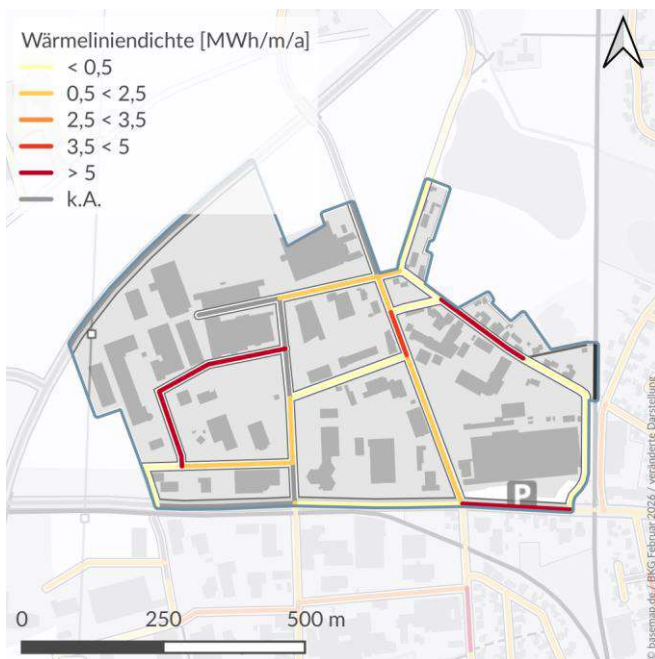 Wärmeliniendichte [MWh/m/a]
< 0,5
0,5 < 2,5
2,5 < 3,5
3,5 < 5
> 5
k.A.
P
0 250 500 m
© basemap.de / BKG Februar 2026 / veränderte Darstellung